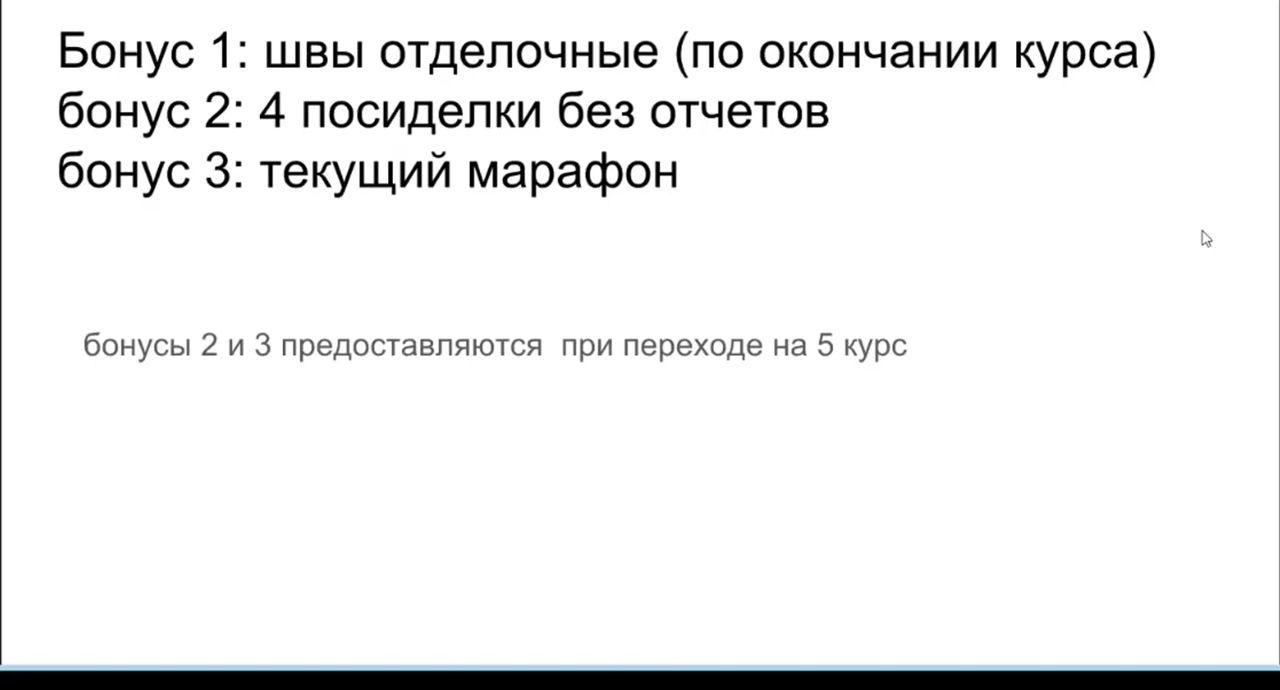 Бонус 1: швы отделочные (по окончании курса)
бонус 2: 4 посиделки без отчетов
бонус 3: текущий марафон
бонусы 2 и 3 предоставляются  при переходе на 5 курс